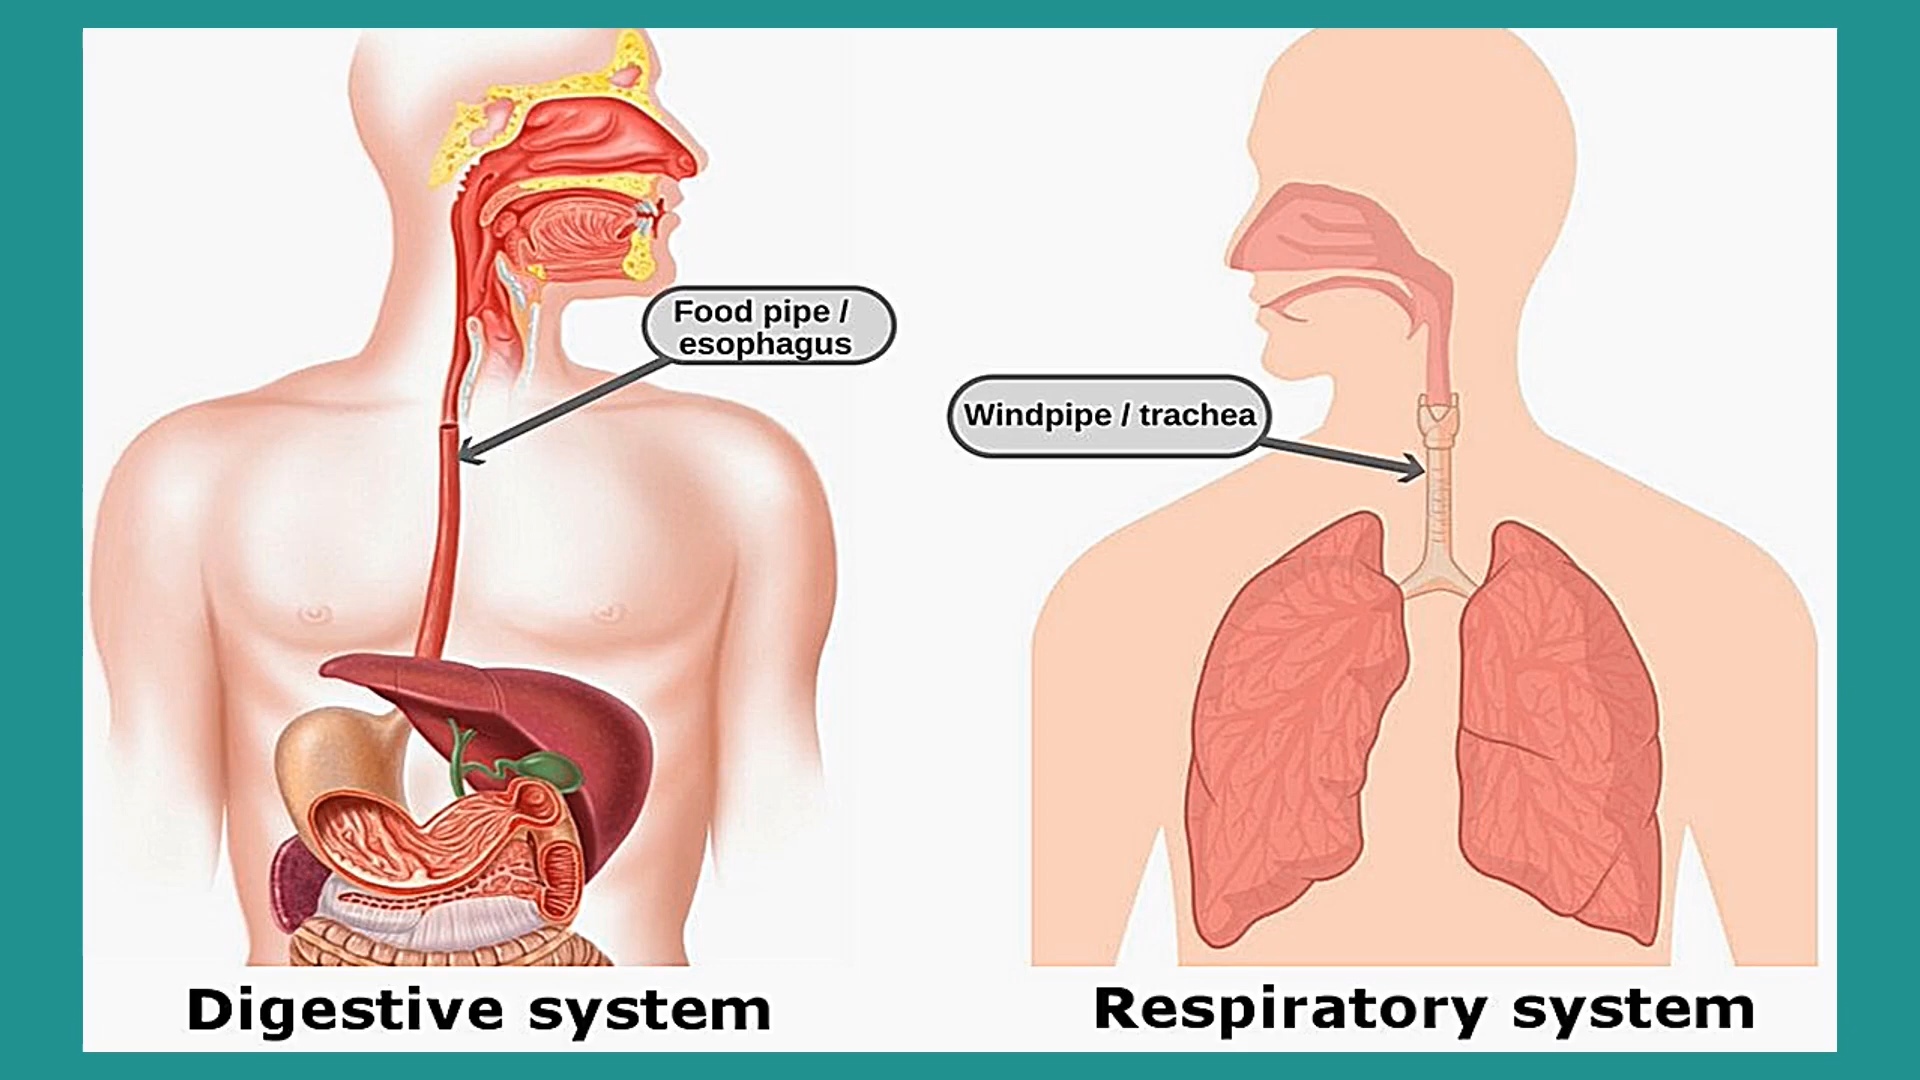 Food pipe /
esophagus
Windpipe / trachea
Digestive system
Respiratory system